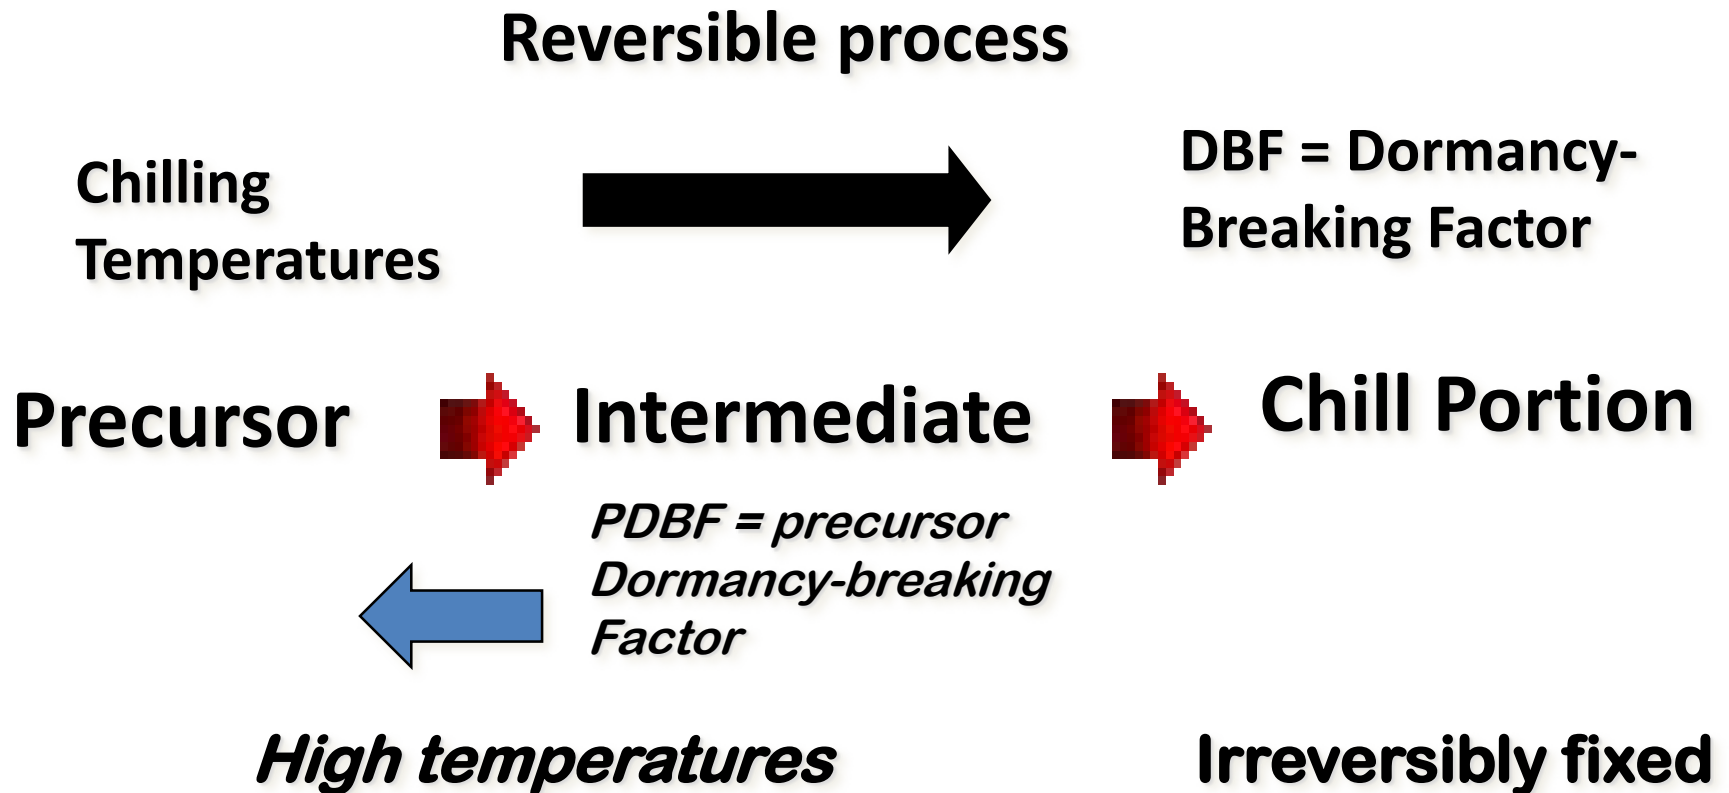 Reversible process
Chilling
Temperatures
DBF = Dormancy-
Breaking Factor
Precursor
Intermediate
Chill Portion
PDBF = precursor
Dormancy-breaking
Factor
High temperatures
Irreversibly fixed